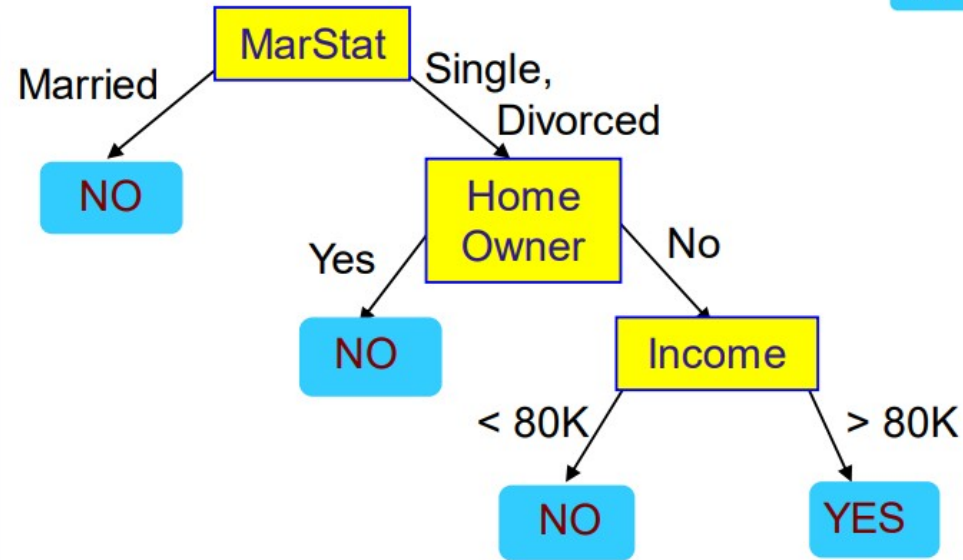 MarStat
Married
Single,
Divorced
NO
Home
Owner
Yes
No
NO
Income
< 80K
> 80K
NO
YES